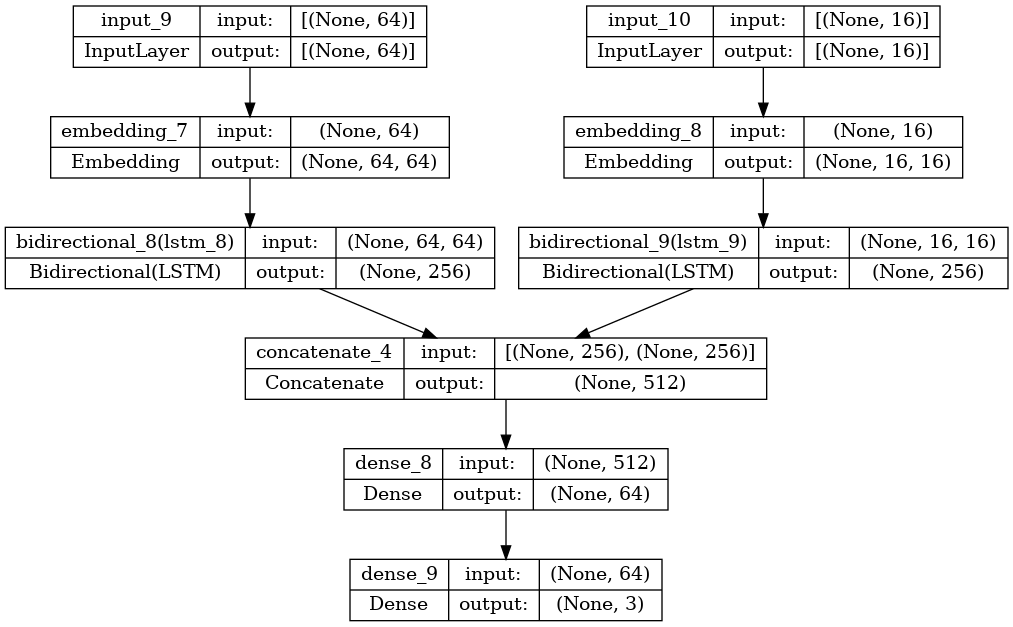 input_9 input: [(None, 64)]
InputLayer output: [(None, 64)]
input_10 input: [(None, 16)]
InputLayer output: [(None, 16)]
embedding_7 input: (None, 64)
Embedding output: (None, 64, 64)
embedding_8 input: (None, 16)
Embedding output: (None, 16, 16)
bidirectional_8(lstm_8) input: (None, 64, 64)
Bidirectional(LSTM) output: (None, 256)
bidirectional_9(lstm_9) input: (None, 16, 16)
Bidirectional(LSTM) output: (None, 256)
concatenate_4 input: [(None, 256), (None, 256)]
Concatenate output: (None, 512)
dense_8 input: (None, 512)
Dense output: (None, 64)
dense_9 input: (None, 64)
Dense output: (None, 3)